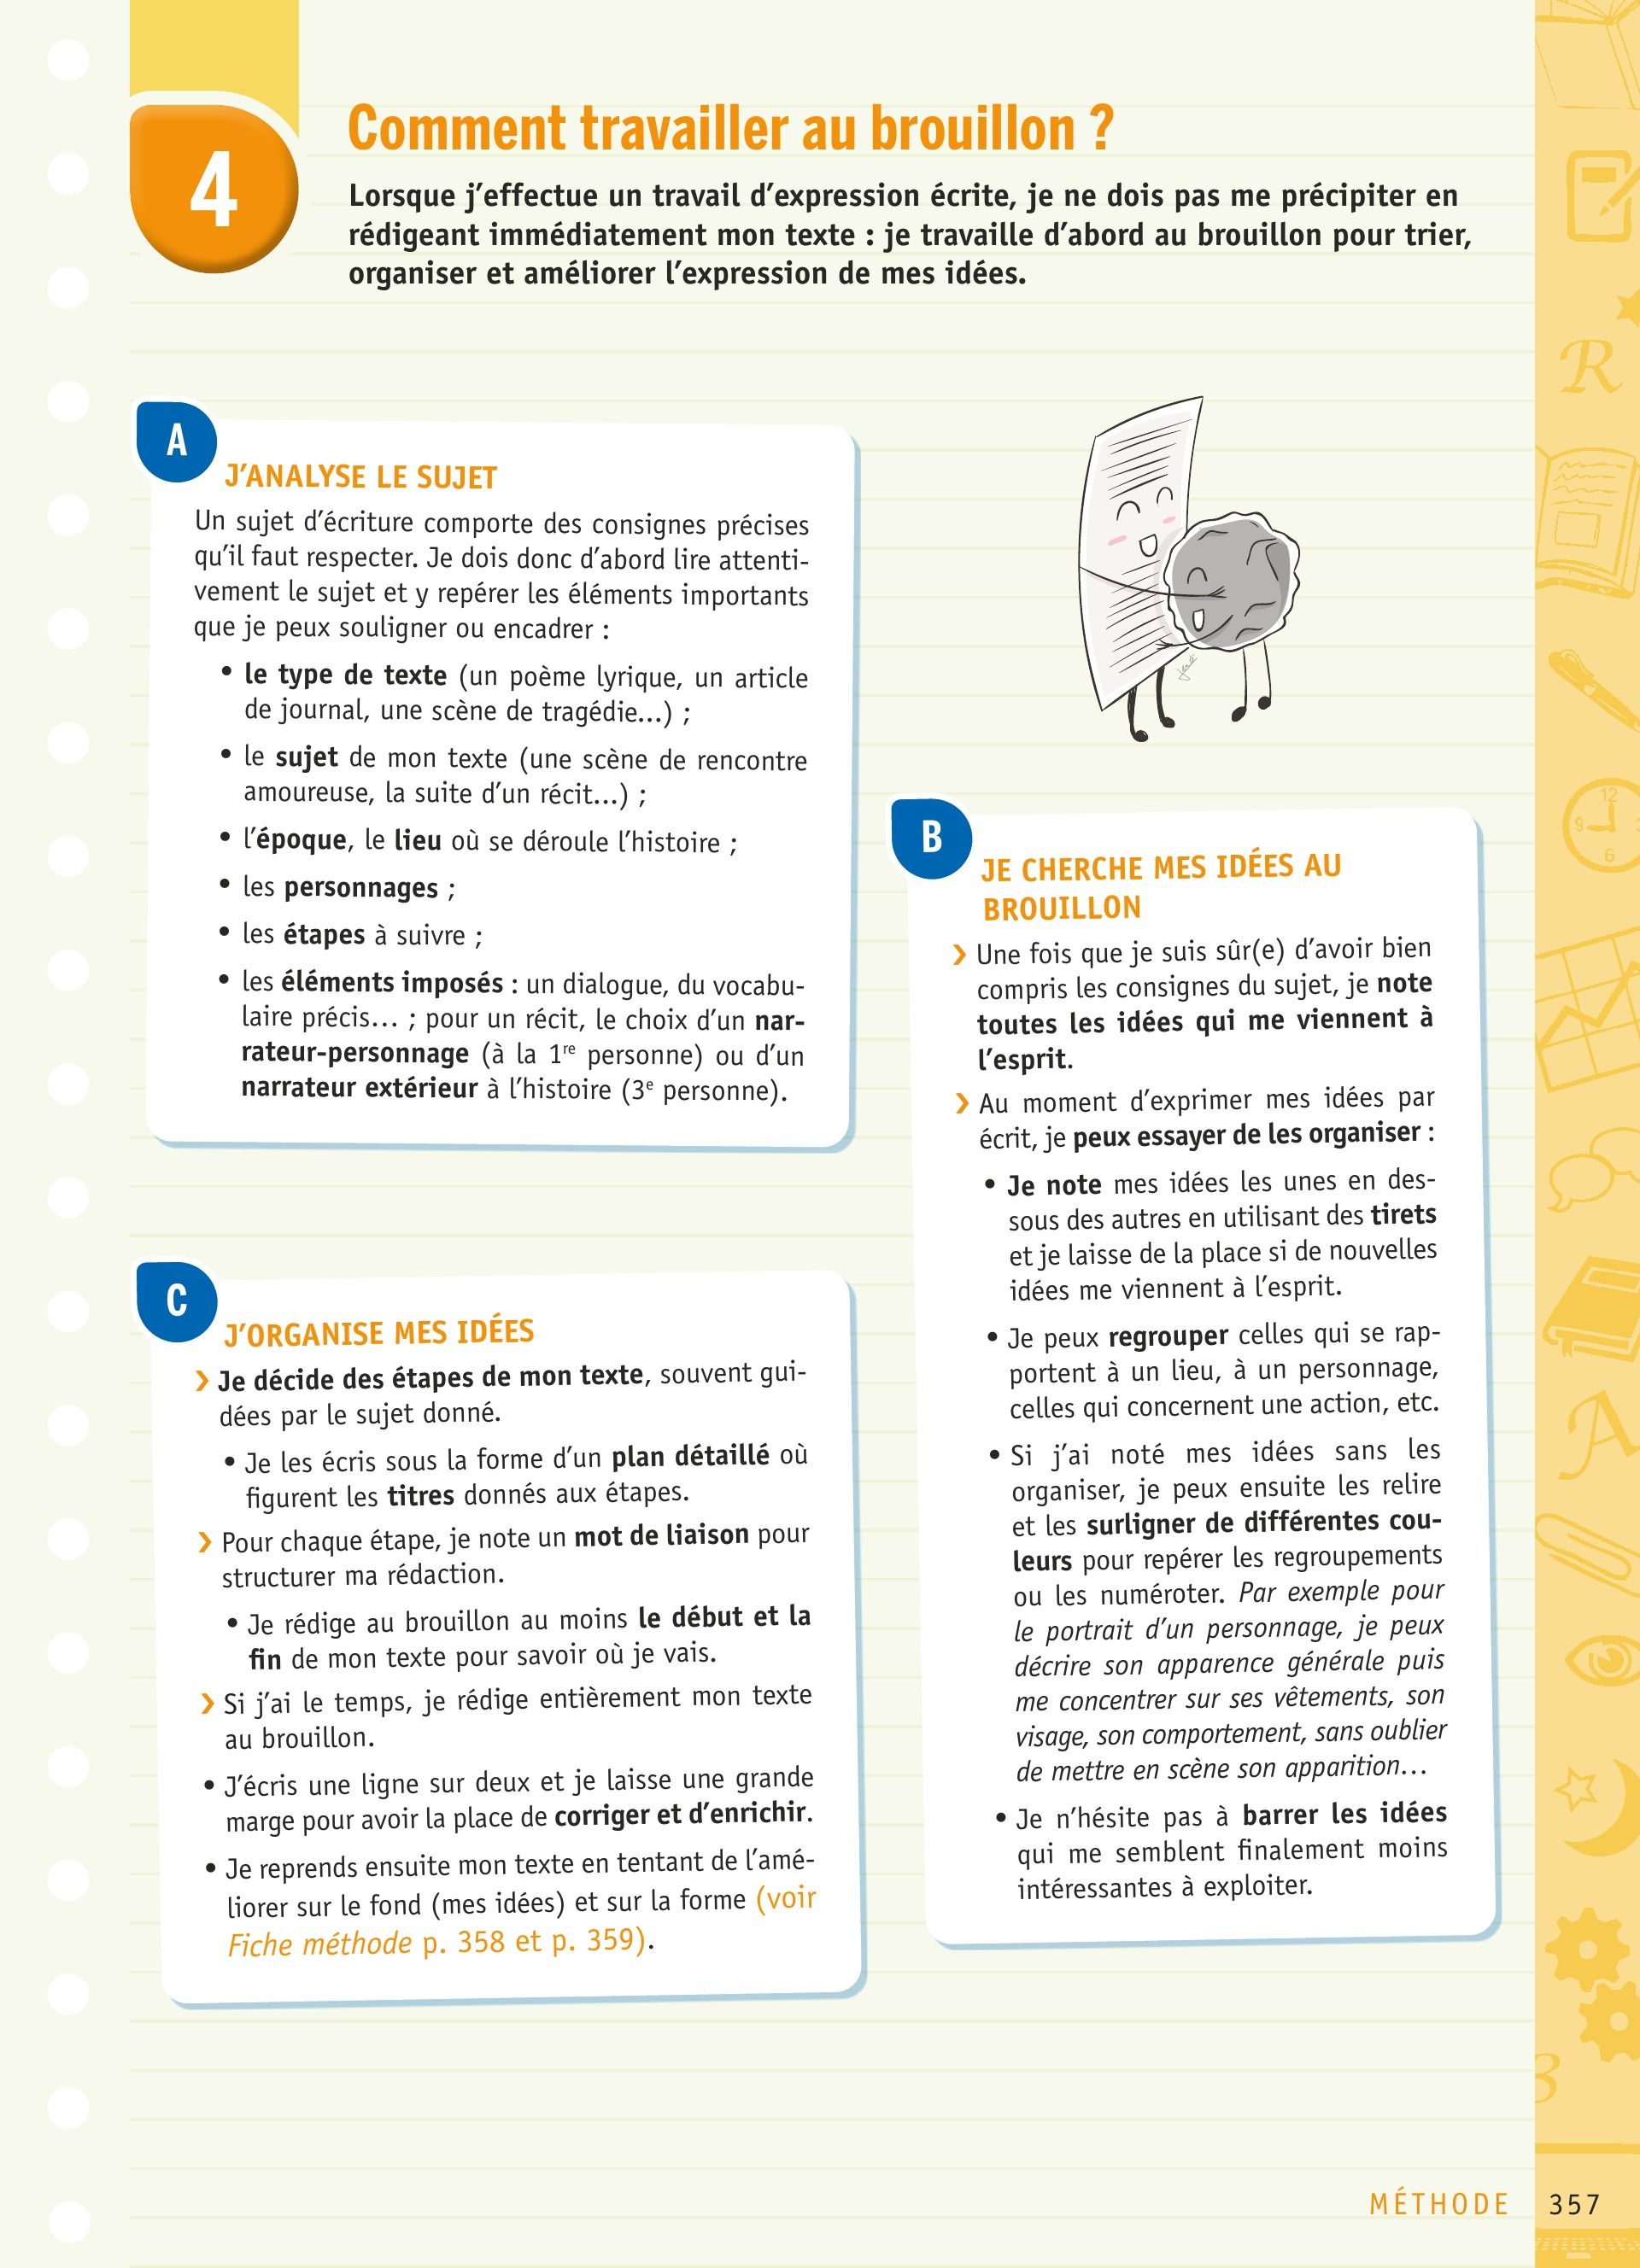 4
Comment travailler au brouillon ?
Lorsque j’effectue un travail d’expression écrite, je ne dois pas me précipiter en
rédigeant immédiatement mon texte : je travaille d’abord au brouillon pour trier,
organiser et améliorer l’expression de mes idées.
A
J’ANALYSE LE SUJET
Un sujet d’écriture comporte des consignes précises
qu’il faut respecter. Je dois donc d’abord lire attenti-
vement le sujet et y repérer les éléments importants
que je peux souligner ou encadrer :
• le type de texte (un poème lyrique, un article
de journal, une scène de tragédie…) ;
• le sujet de mon texte (une scène de rencontre
amoureuse, la suite d’un récit…) ;
• l’époque, le lieu où se déroule l’histoire ;
• les personnages ;
• les étapes à suivre ;
• les éléments imposés : un dialogue, du vocabu-
laire précis… ; pour un récit, le choix d’un nar-
rateur-personnage (à la 1re personne) ou d’un
narrateur extérieur à l’histoire (3e personne).
B
JE CHERCHE MES IDÉES AU
BROUILLON
› Une fois que je suis sûr(e) d’avoir bien
compris les consignes du sujet, je note
toutes les idées qui me viennent à
l’esprit.
› Au moment d’exprimer mes idées par
écrit, je peux essayer de les organiser :
• Je note mes idées les unes en des-
sous des autres en utilisant des tirets
et je laisse de la place si de nouvelles
idées me viennent à l’esprit.
• Je peux regrouper celles qui se rap-
portent à un lieu, à un personnage,
celles qui concernent une action, etc.
• Si j’ai noté mes idées sans les
organiser, je peux ensuite les relire
et les surligner de différentes cou-
leurs pour repérer les regroupements
ou les numéroter. Par exemple pour
le portrait d’un personnage, je peux
décrire son apparence générale puis
me concentrer sur ses vêtements, son
visage, son comportement, sans oublier
de mettre en scène son apparition…
• Je n’hésite pas à barrer les idées
qui me semblent finalement moins
intéressantes à exploiter.
C
J’ORGANISE MES IDÉES
› Je décide des étapes de mon texte, souvent gui-
dées par le sujet donné.
• Je les écris sous la forme d’un plan détaillé où
figurent les titres donnés aux étapes.
› Pour chaque étape, je note un mot de liaison pour
structurer ma rédaction.
• Je rédige au brouillon au moins le début et la
fin de mon texte pour savoir où je vais.
› Si j’ai le temps, je rédige entièrement mon texte
au brouillon.
• J’écris une ligne sur deux et je laisse une grande
marge pour avoir la place de corriger et d’enrichir.
• Je reprends ensuite mon texte en tentant de l’amé-
liorer sur le fond (mes idées) et sur la forme (voir
Fiche méthode p. 358 et p. 359).
R
12
9
6
A
3
MÉTHODE 357